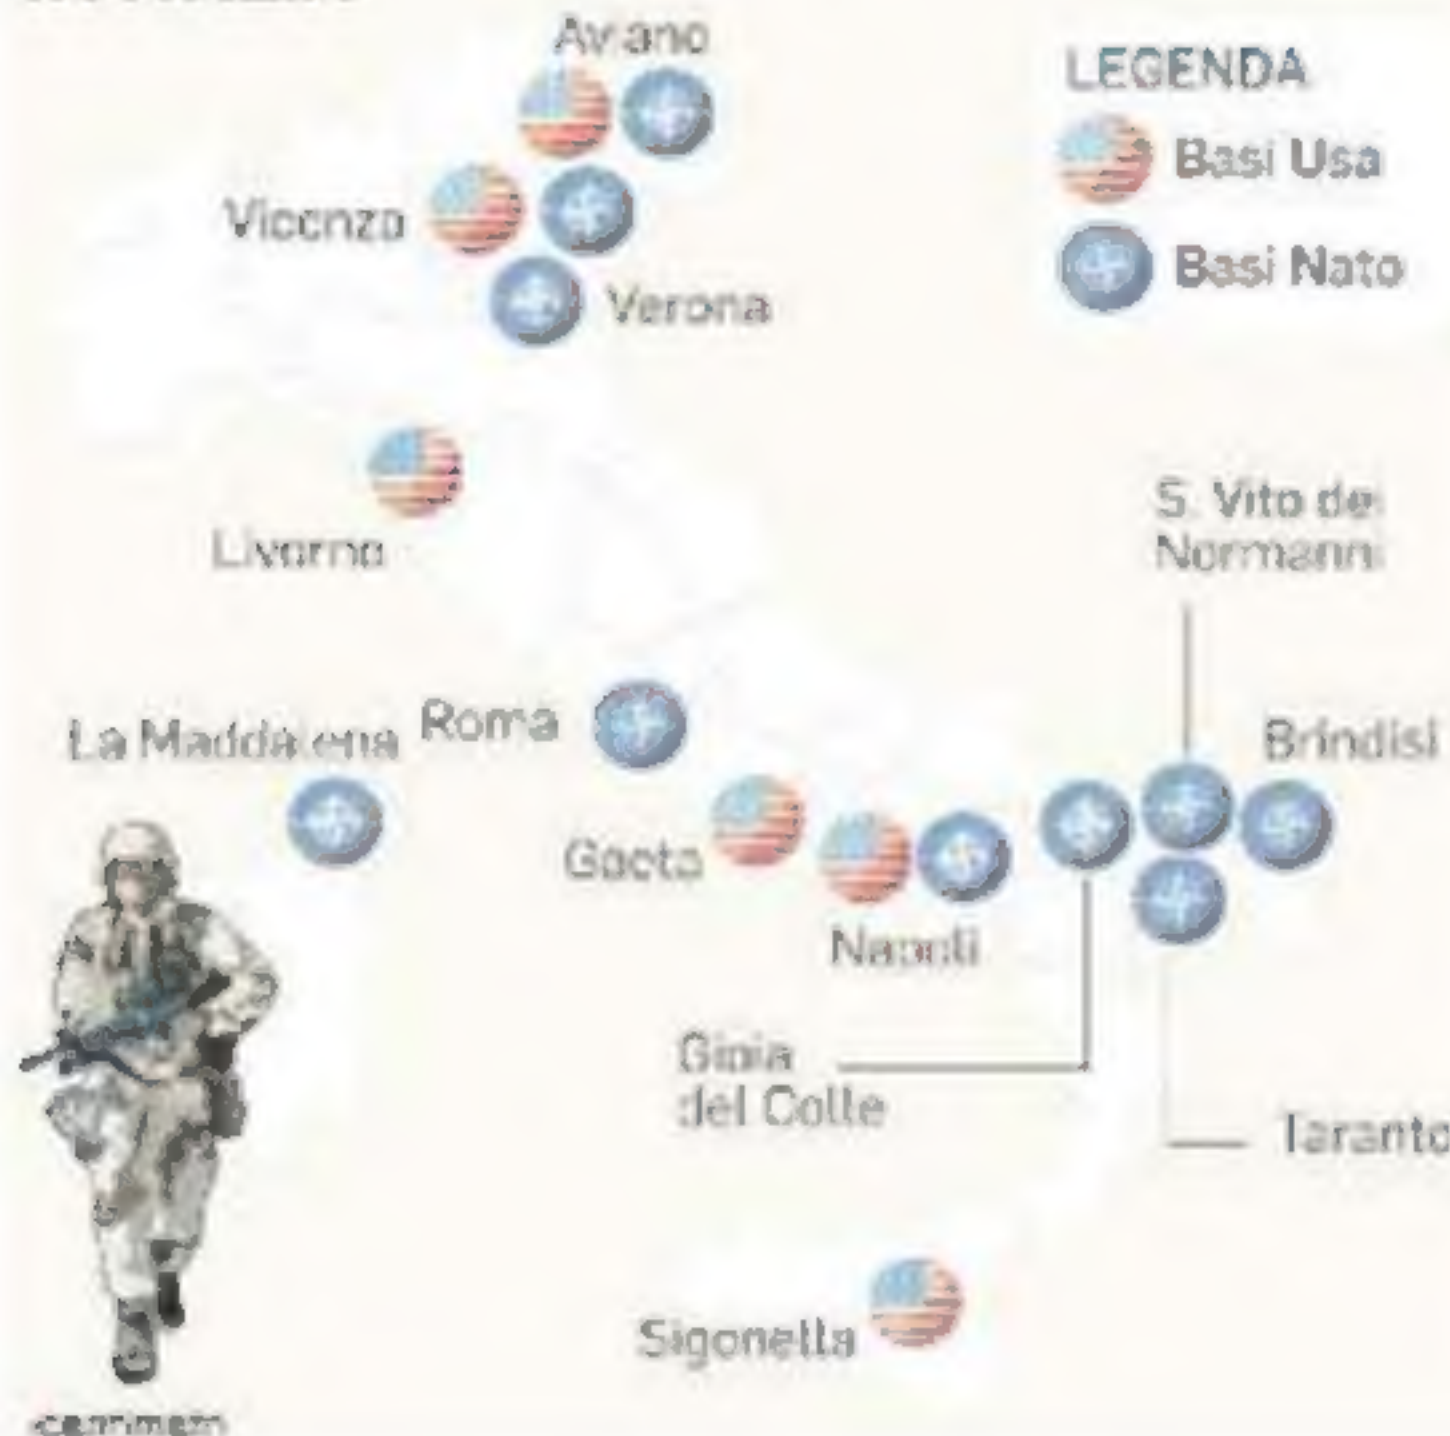 Aviano
LEGENDA
Basi Usa
Vicenza
Basi Nato
Verona
Livorno
S. Vito dei
Normanni
La Maddalena
Roma
Brindisi
Gaeta
Napoli
Gioia
del Colle
Taranto
Sigonella